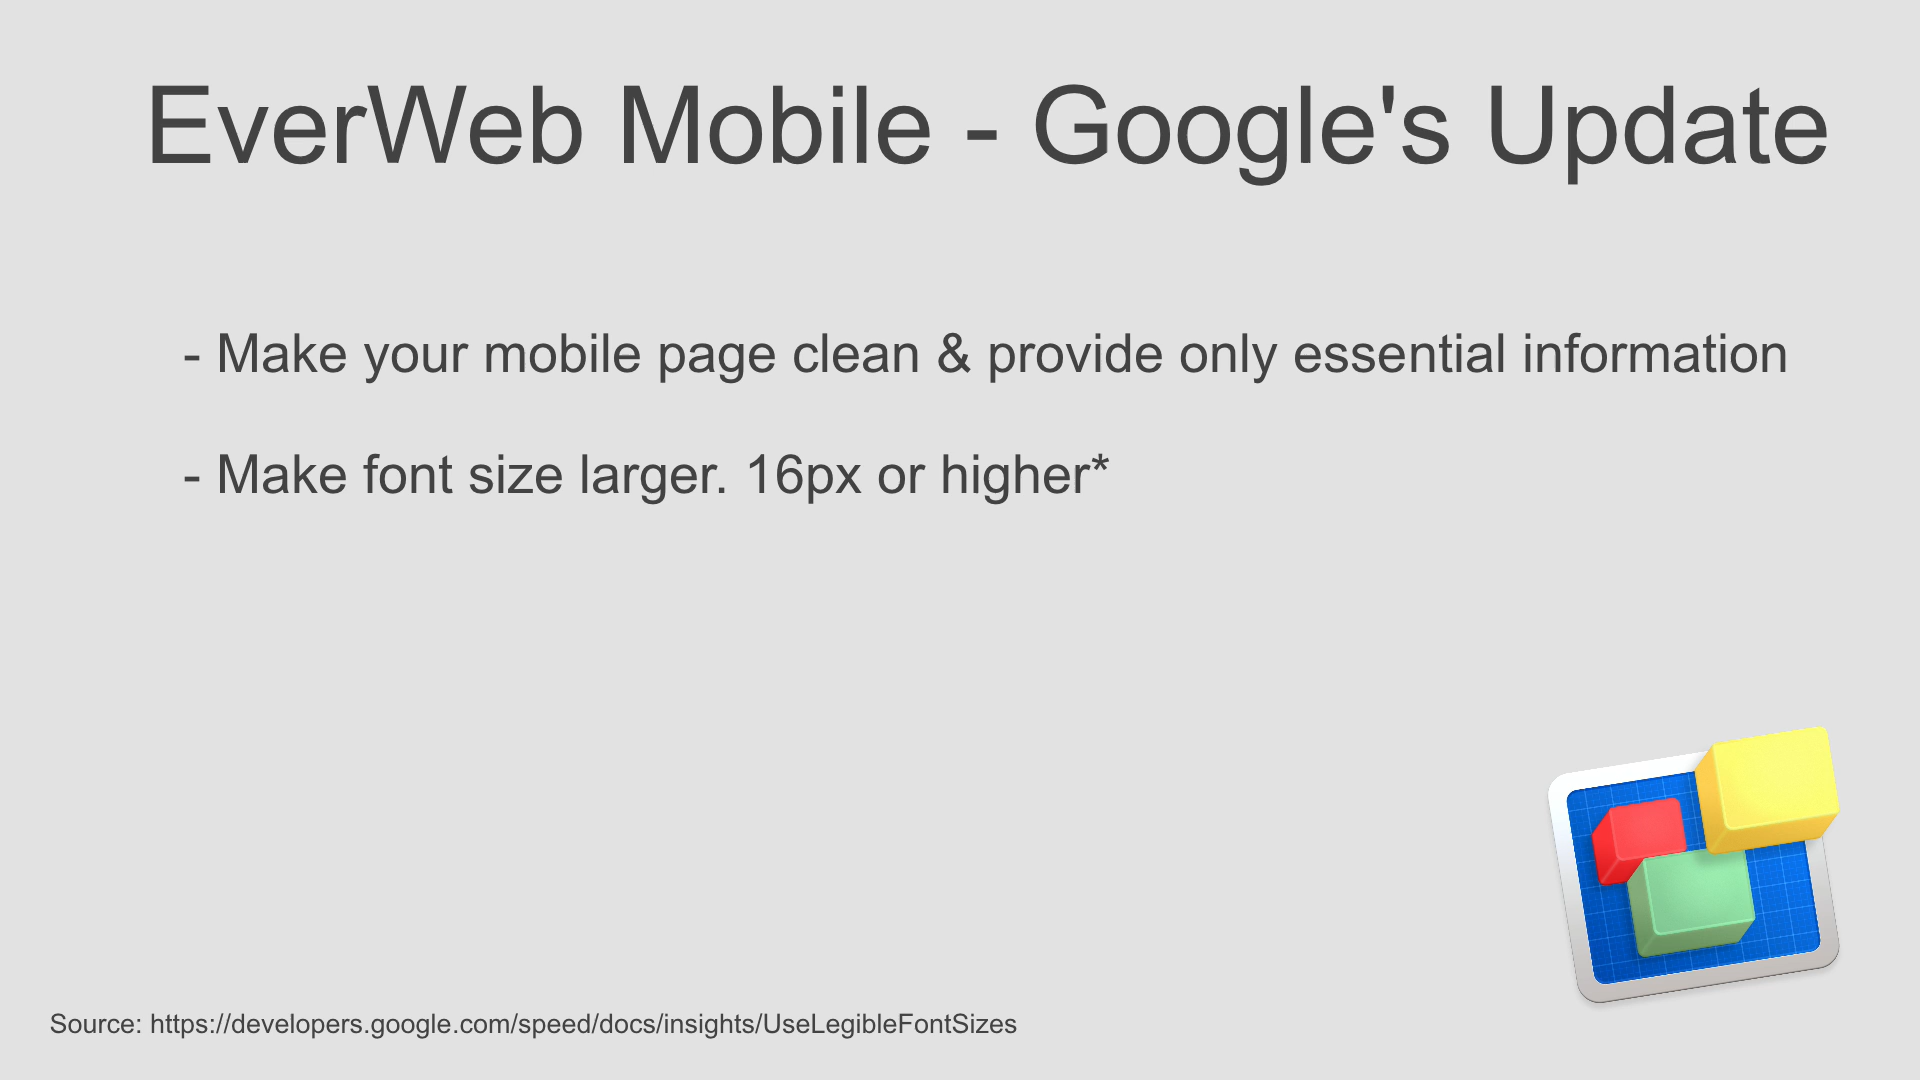 EverWeb Mobile - Google's Update
- Make your mobile page clean & provide only essential information
- Make font size larger. 16px or higher*
Source: https://developers.google.com/speed/docs/insights/UseLegibleFontSizes